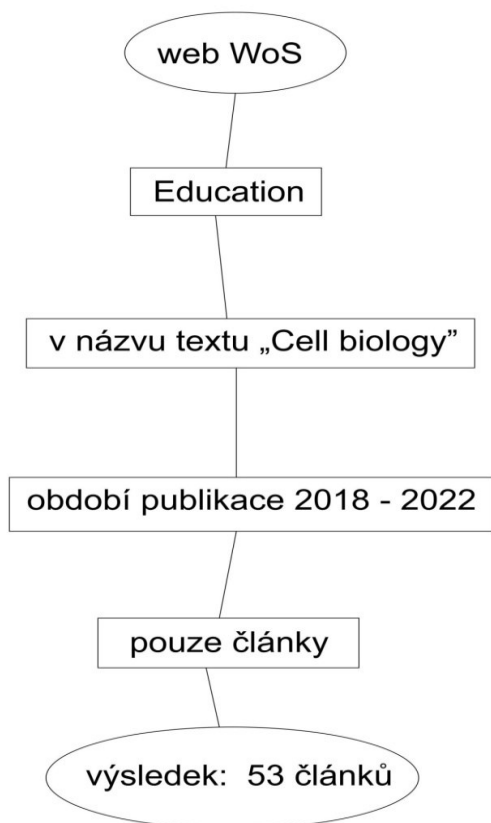 web WoS
Education
v názvu textu „Cell biology”
období publikace 2018 - 2022
pouze články
výsledek: 53 článků